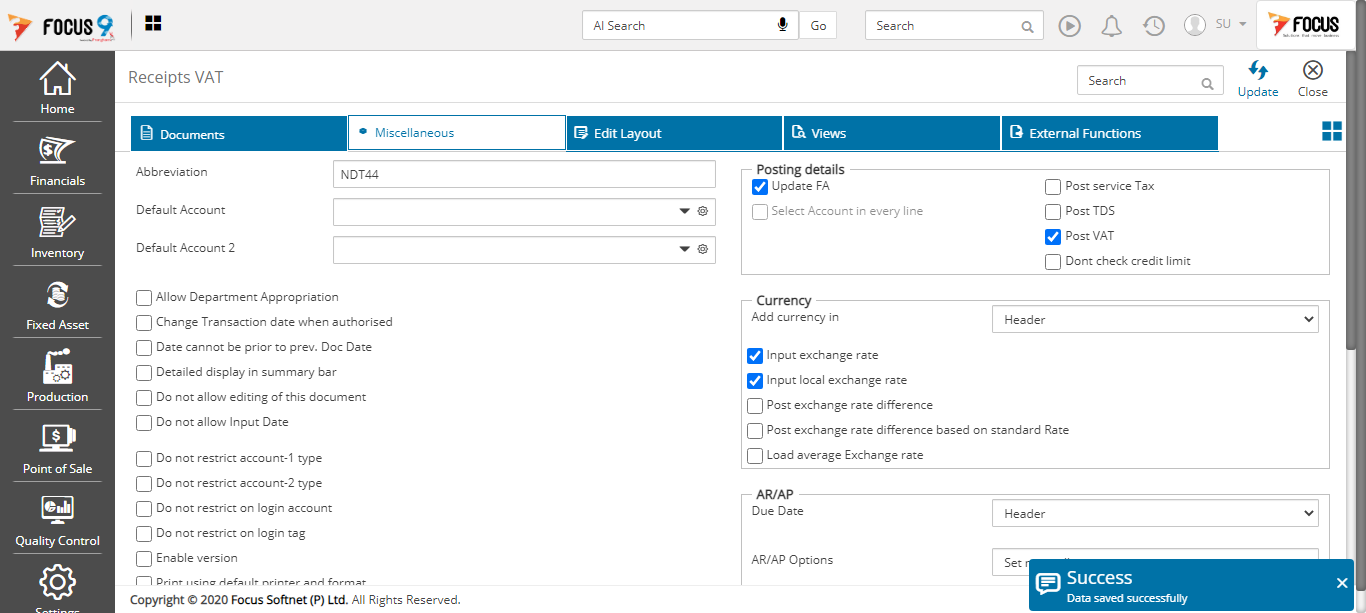 FOCUS 9
AI Search
Go
Search
SU
FOCUS
Home
Financials
Inventory
Fixed Asset
Production
Point of Sale
Quality Control
Settings
Receipts VAT
Search
Update
Close
Documents
Miscellaneous
Edit Layout
Views
External Functions
Abbreviation
NDT44
Default Account
Default Account 2
Allow Department Appropriation
Change Transaction date when authorised
Date cannot be prior to prev. Doc Date
Detailed display in summary bar
Do not allow editing of this document
Do not allow Input Date
Do not restrict account-1 type
Do not restrict account-2 type
Do not restrict on login account
Do not restrict on login tag
Enable version
Print using default printer and format
Posting details
Update FA
Select Account in every line
Post service Tax
Post TDS
Post VAT
Dont check credit limit
Currency
Add currency in
Header
Input exchange rate
Input local exchange rate
Post exchange rate difference
Post exchange rate difference based on standard Rate
Load average Exchange rate
AR/AP
Due Date
Header
AR/AP Options
Set
Success
Data saved successfully
Copyright © 2020 Focus Softnet (P) Ltd. All Rights Reserved.